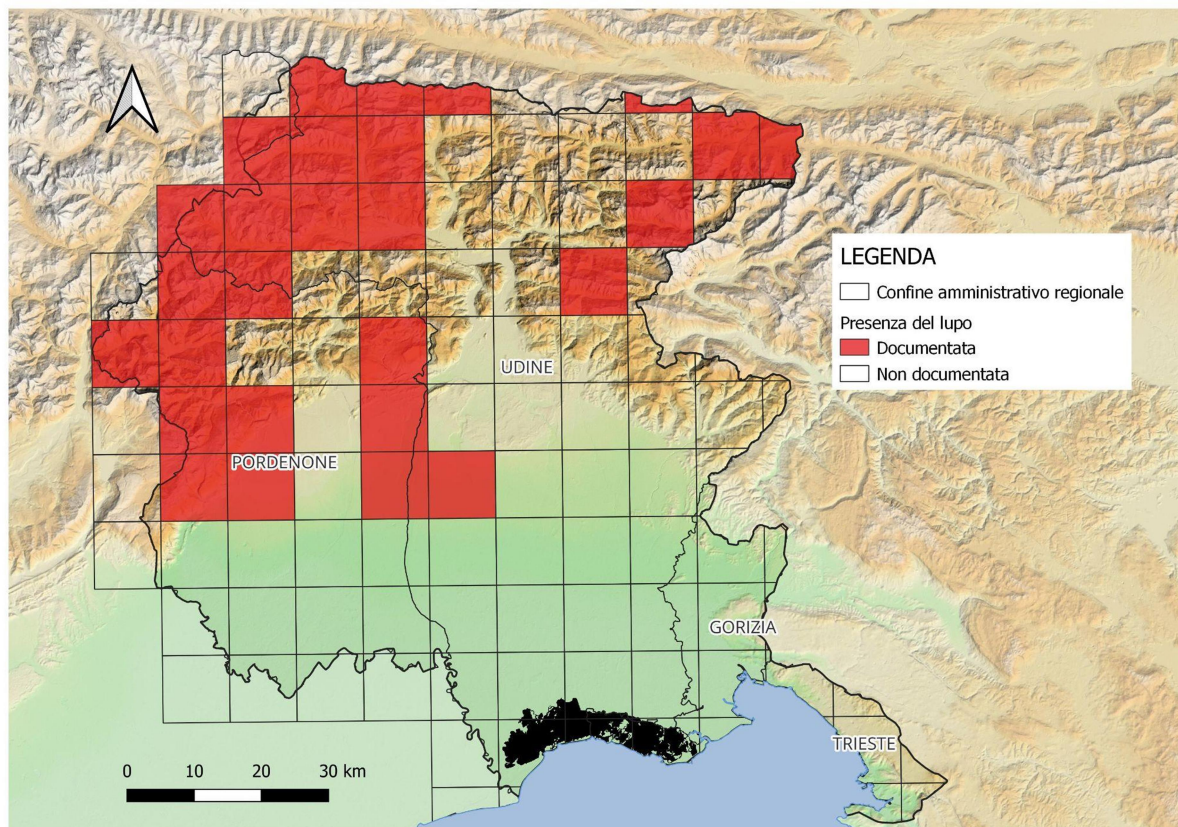 LEGENDA
Confine amministrativo regionale
Presenza del lupo
Documentata
Non documentata
UDINE
PORDENONE
GORIZIA
TRIESTE
0 10 20 30 km